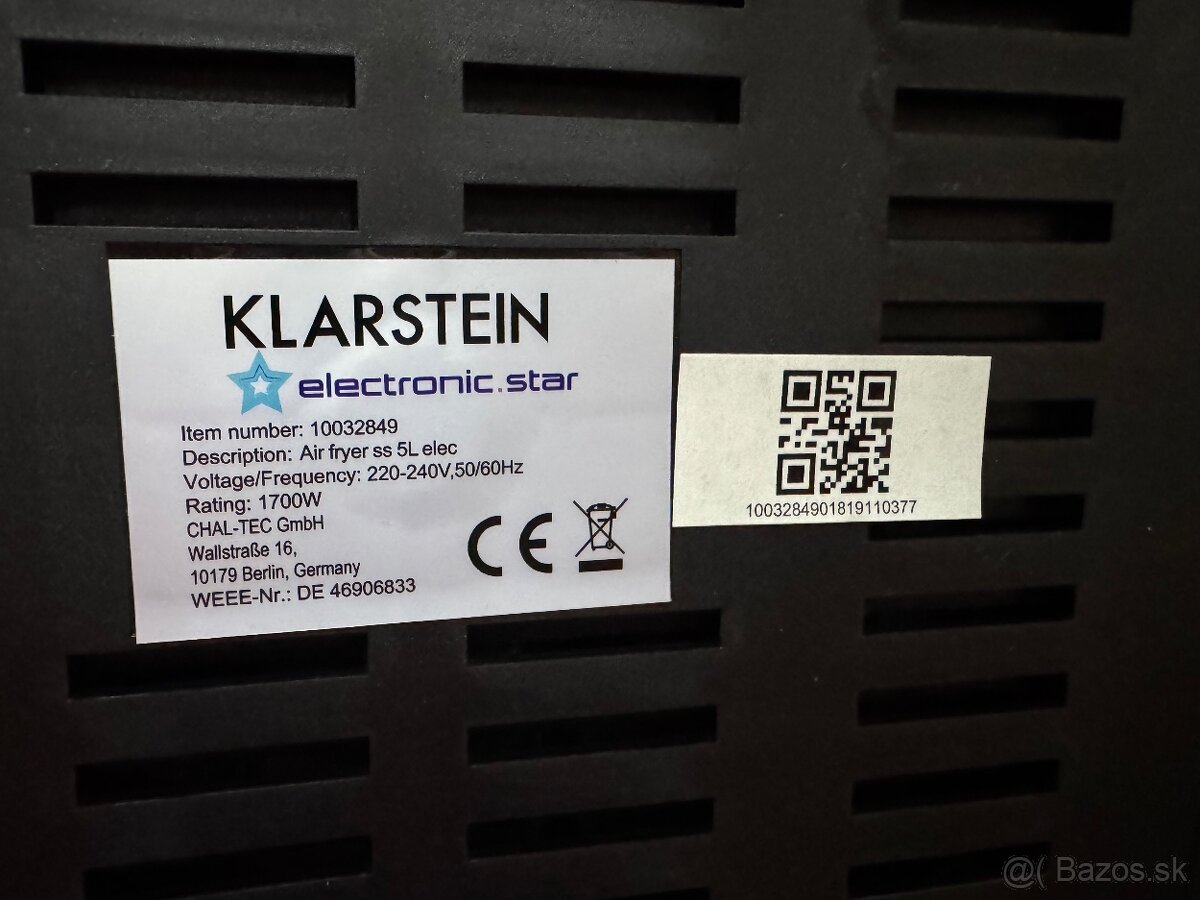 KLARSTEIN
electronic.star
Item number: 10032849
Description: Air fryer ss 5L elec
Voltage/Frequency: 220-240V,50/60Hz
Rating: 1700W
CHAL-TEC GmbH
Wallstraße 16,
10179 Berlin, Germany
WEEE-Nr.: DE 46906833
CE
1003284901819110377
@( Bazos.sk